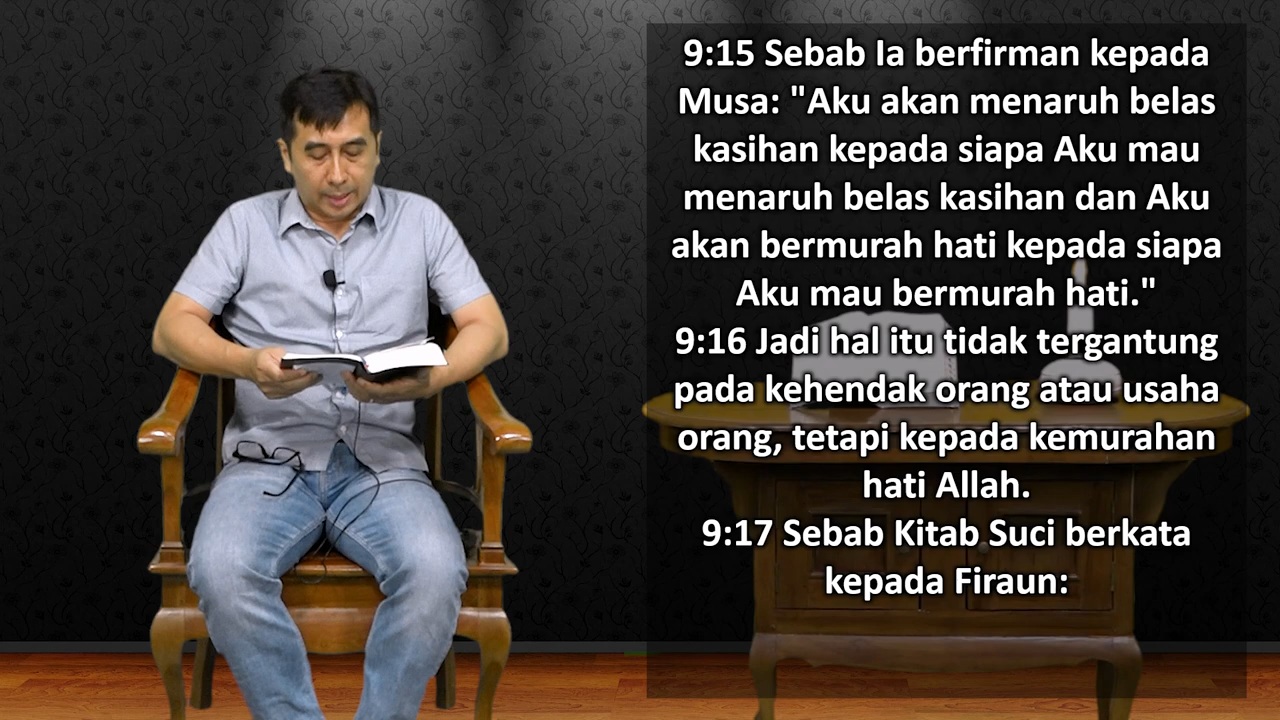 9:15 Sebab Ia berfirman kepada
Musa: "Aku akan menaruh belas
kasihan kepada siapa Aku mau
menaruh belas kasihan dan Aku
akan bermurah hati kepada siapa
Aku mau bermurah hati."
9:16 Jadi hal itu tidak tergantung
pada kehendak orang atau usaha
orang, tetapi kepada kemurahan
hati Allah.
9:17 Sebab Kitab Suci berkata
kepada Firaun: